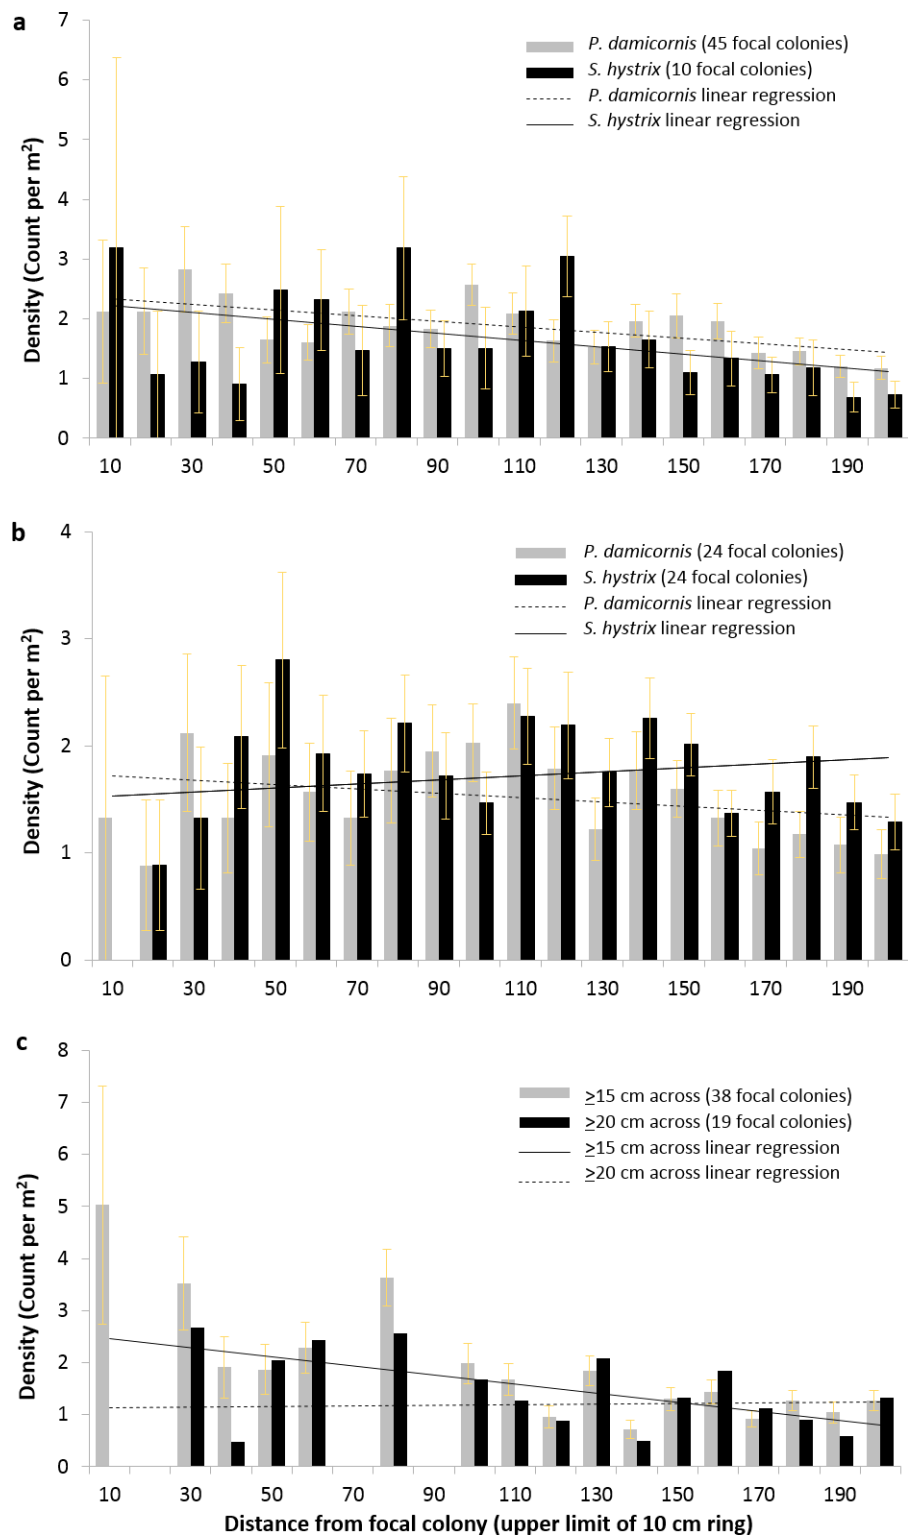 a
7
6
5
4
3
2
1
0
Density (Count per m²)
P. damicornis (45 focal colonies)
S. hystrix (10 focal colonies)
P. damicornis linear regression
S. hystrix linear regression
10 30 50 70 90 110 130 150 170 190
b
4
3
2
1
0
Density (Count per m²)
P. damicornis (24 focal colonies)
S. hystrix (24 focal colonies)
P. damicornis linear regression
S. hystrix linear regression
10 30 50 70 90 110 130 150 170 190
c
8
7
6
5
4
3
2
1
0
Density (Count per m²)
≥15 cm across (38 focal colonies)
≥20 cm across (19 focal colonies)
≥15 cm across linear regression
≥20 cm across linear regression
10 30 50 70 90 110 130 150 170 190
Distance from focal colony (upper limit of 10 cm ring)